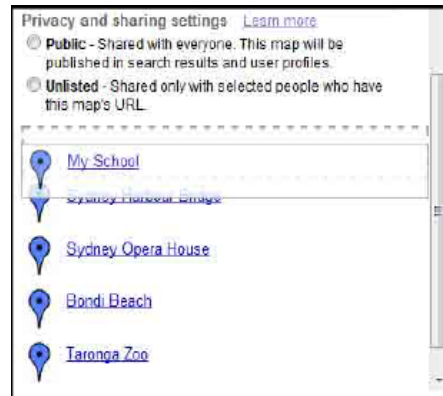 Privacy and sharing settings Learn more
Public - Shared with everyone. This map will be
published in search results and user profiles.
Unlisted - Shared only with selected people who have
this map's URL.
My School
Sydney Harbour Bridge
Sydney Opera House
Bondi Beach
Taronga Zoo